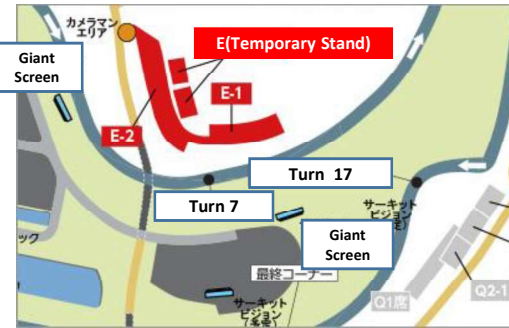 カメラマン
エリア
Giant
Screen
E(Temporary Stand)
E-1
E-2
Turn 17
Turn 7
サーキット
ビジョン
Giant
Screen
ック
最終コーナー
Q1席
Q2-1
サーキット
ビジョン